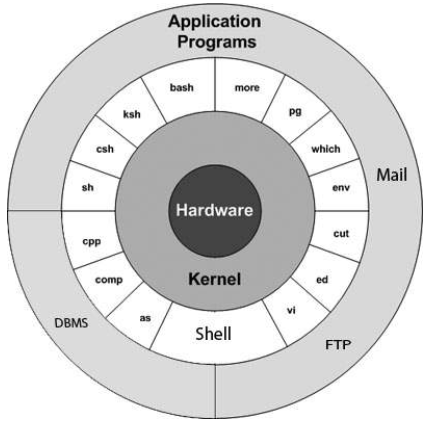 Application
Programs
bash
more
ksh
pg
csh
which
sh
env
Mail
Hardware
cpp
cut
comp
Kernel
ed
DBMS
as
Shell
vi
FTP